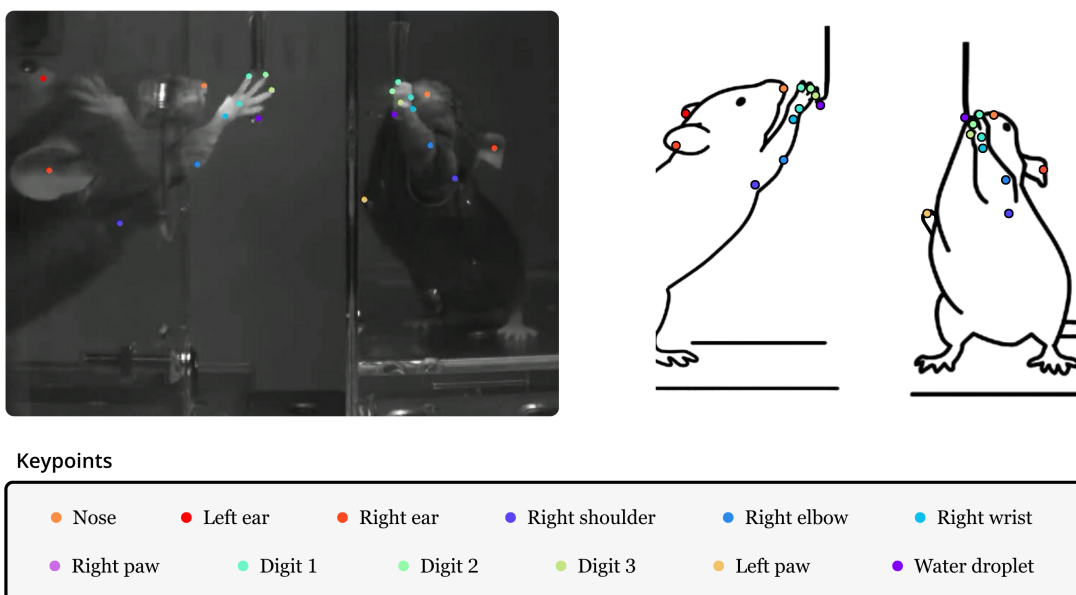 Keypoints
Nose Left ear Right ear Right shoulder Right elbow Right wrist
Right paw Digit 1 Digit 2 Digit 3 Left paw Water droplet